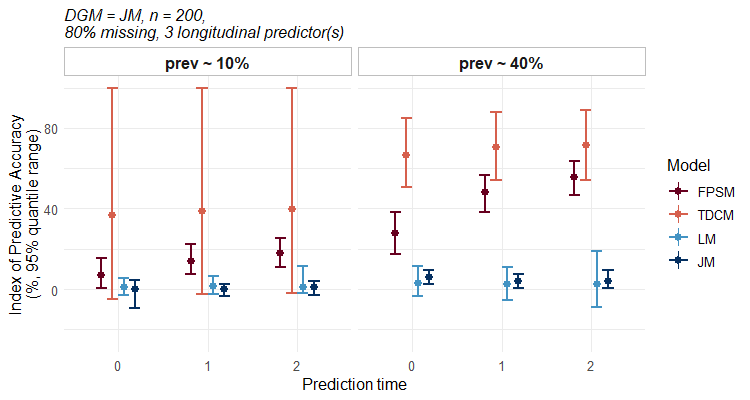 DGM = JM, n = 200,
80% missing, 3 longitudinal predictor(s)
prev ~ 10%
prev ~ 40%
Index of Predictive Accuracy
(%, 95% quantile range)
80
40
0
0
1
2
0
1
2
Prediction time
Model
FPSM
TDCM
LM
JM